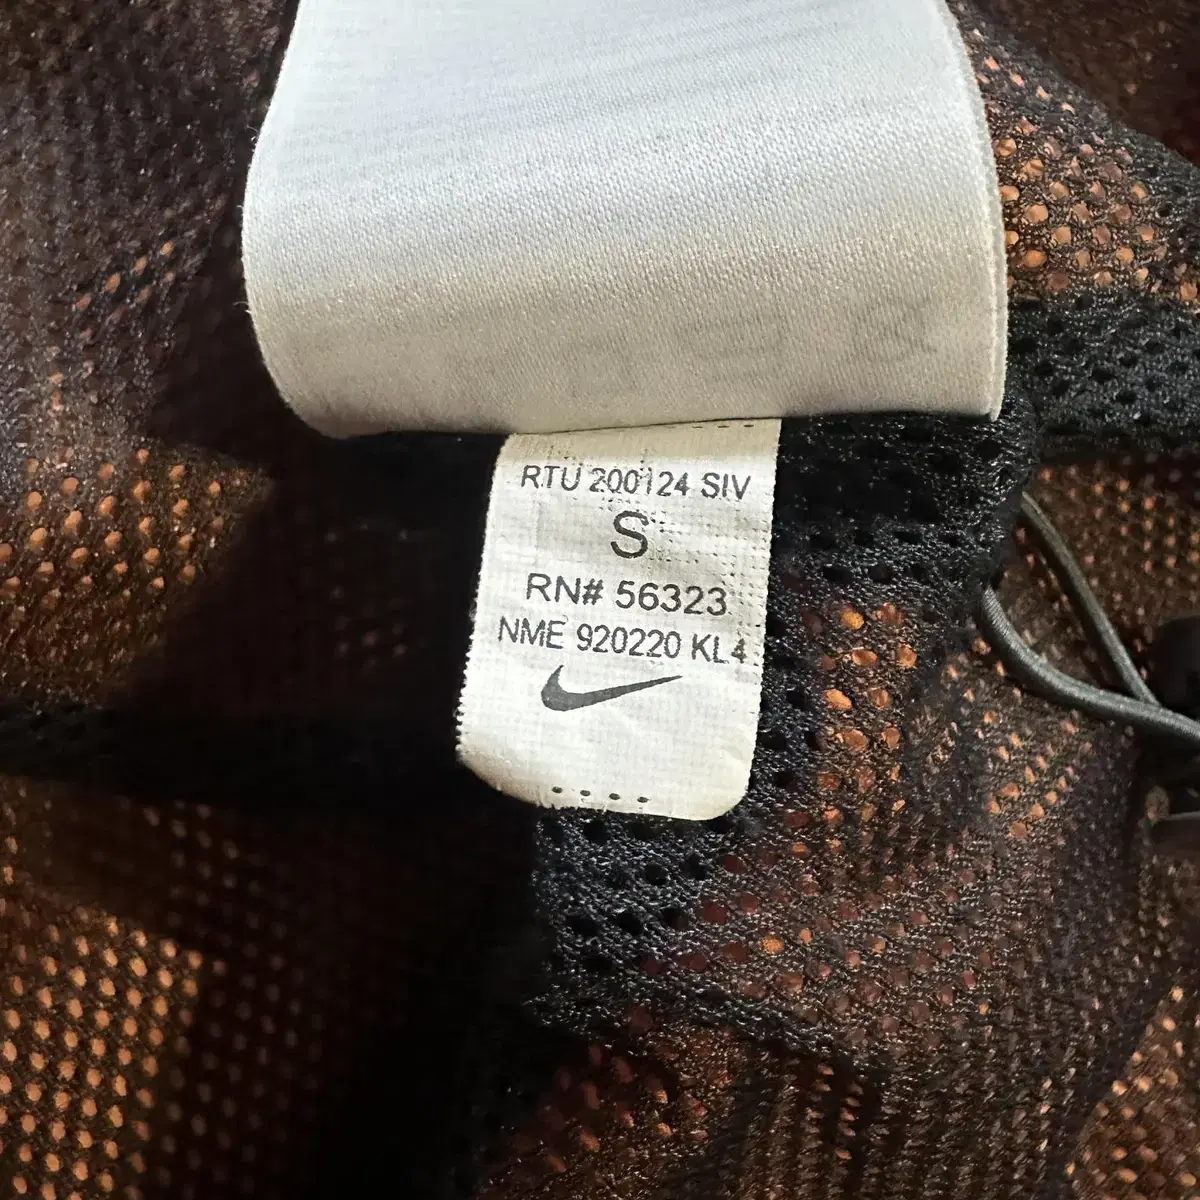 RTU 200124 SIV
S
RN# 56323
NME 920220 KL4